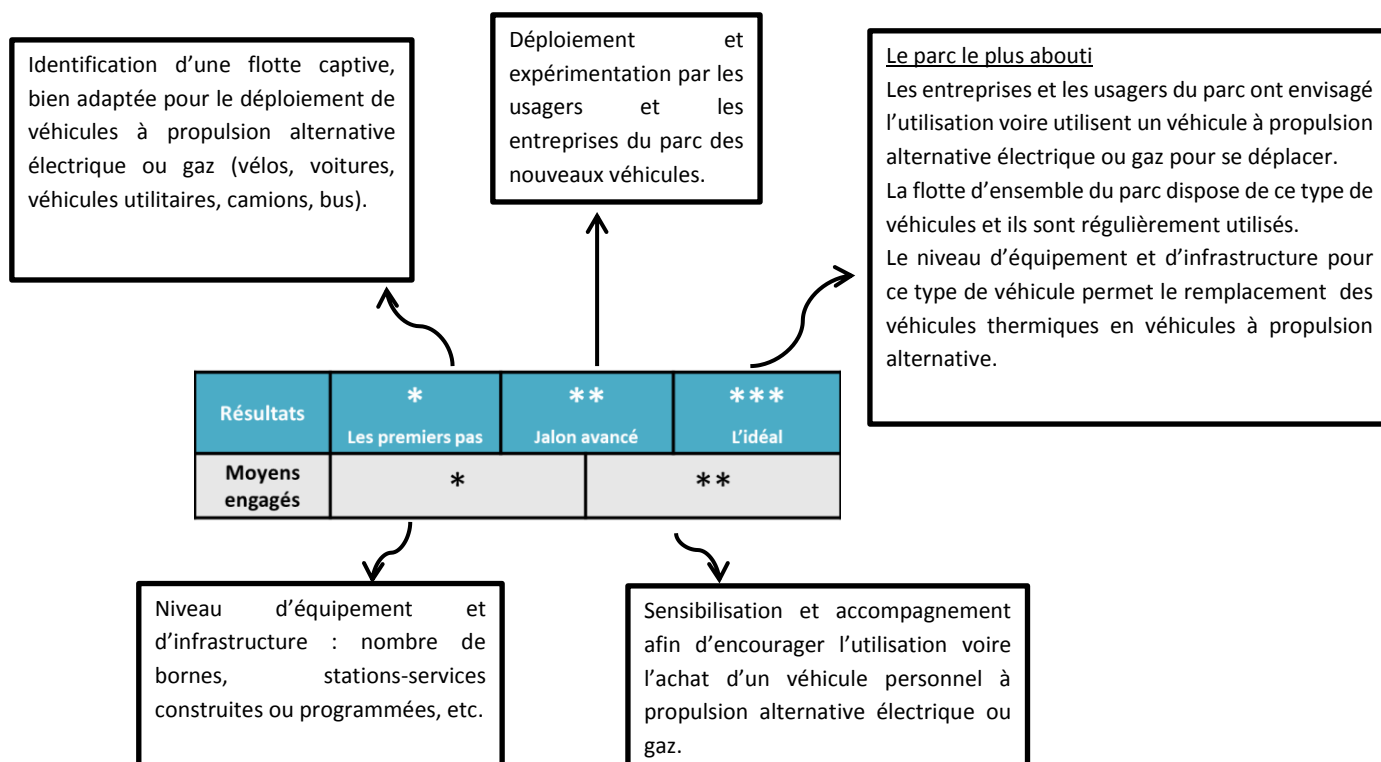 Identification d’une flotte captive,
bien adaptée pour le déploiement de
véhicules à propulsion alternative
électrique ou gaz (vélos, voitures,
véhicules utilitaires, camions, bus).
Déploiement et
expérimentation par les
usagers et les
entreprises du parc des
nouveaux véhicules.
Le parc le plus abouti
Les entreprises et les usagers du parc ont envisagé
l’utilisation voire utilisent un véhicule à propulsion
alternative électrique ou gaz pour se déplacer.
La flotte d’ensemble du parc dispose de ce type de
véhicules et ils sont régulièrement utilisés.
Le niveau d’équipement et d’infrastructure pour
ce type de véhicule permet le remplacement des
véhicules thermiques en véhicules à propulsion
alternative.
Résultats
*
Les premiers pas
**
Jalon avancé
***
L’idéal
Moyens
engagés
*
**
Niveau d’équipement et
d’infrastructure : nombre de
bornes, stations-services
construites ou programmées, etc.
Sensibilisation et accompagnement
afin d’encourager l’utilisation voire
l’achat d’un véhicule personnel à
propulsion alternative électrique ou
gaz.